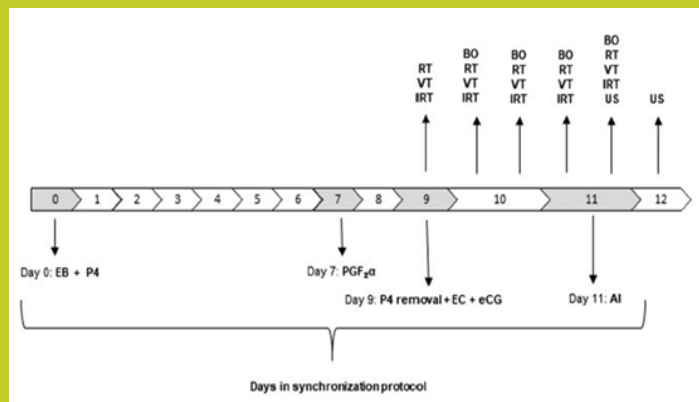 BO
BO BO BO RT
RT RT RT RT VT
VT VT VT VT IRT
IRT IRT IRT IRT US US
0 1 2 3 4 5 6 7 8 9 10 11 12
Day 0: EB + P4
Day 7: PGF₂α
Day 9: P4 removal + EC + eCG
Day 11: AI
Days in synchronization protocol